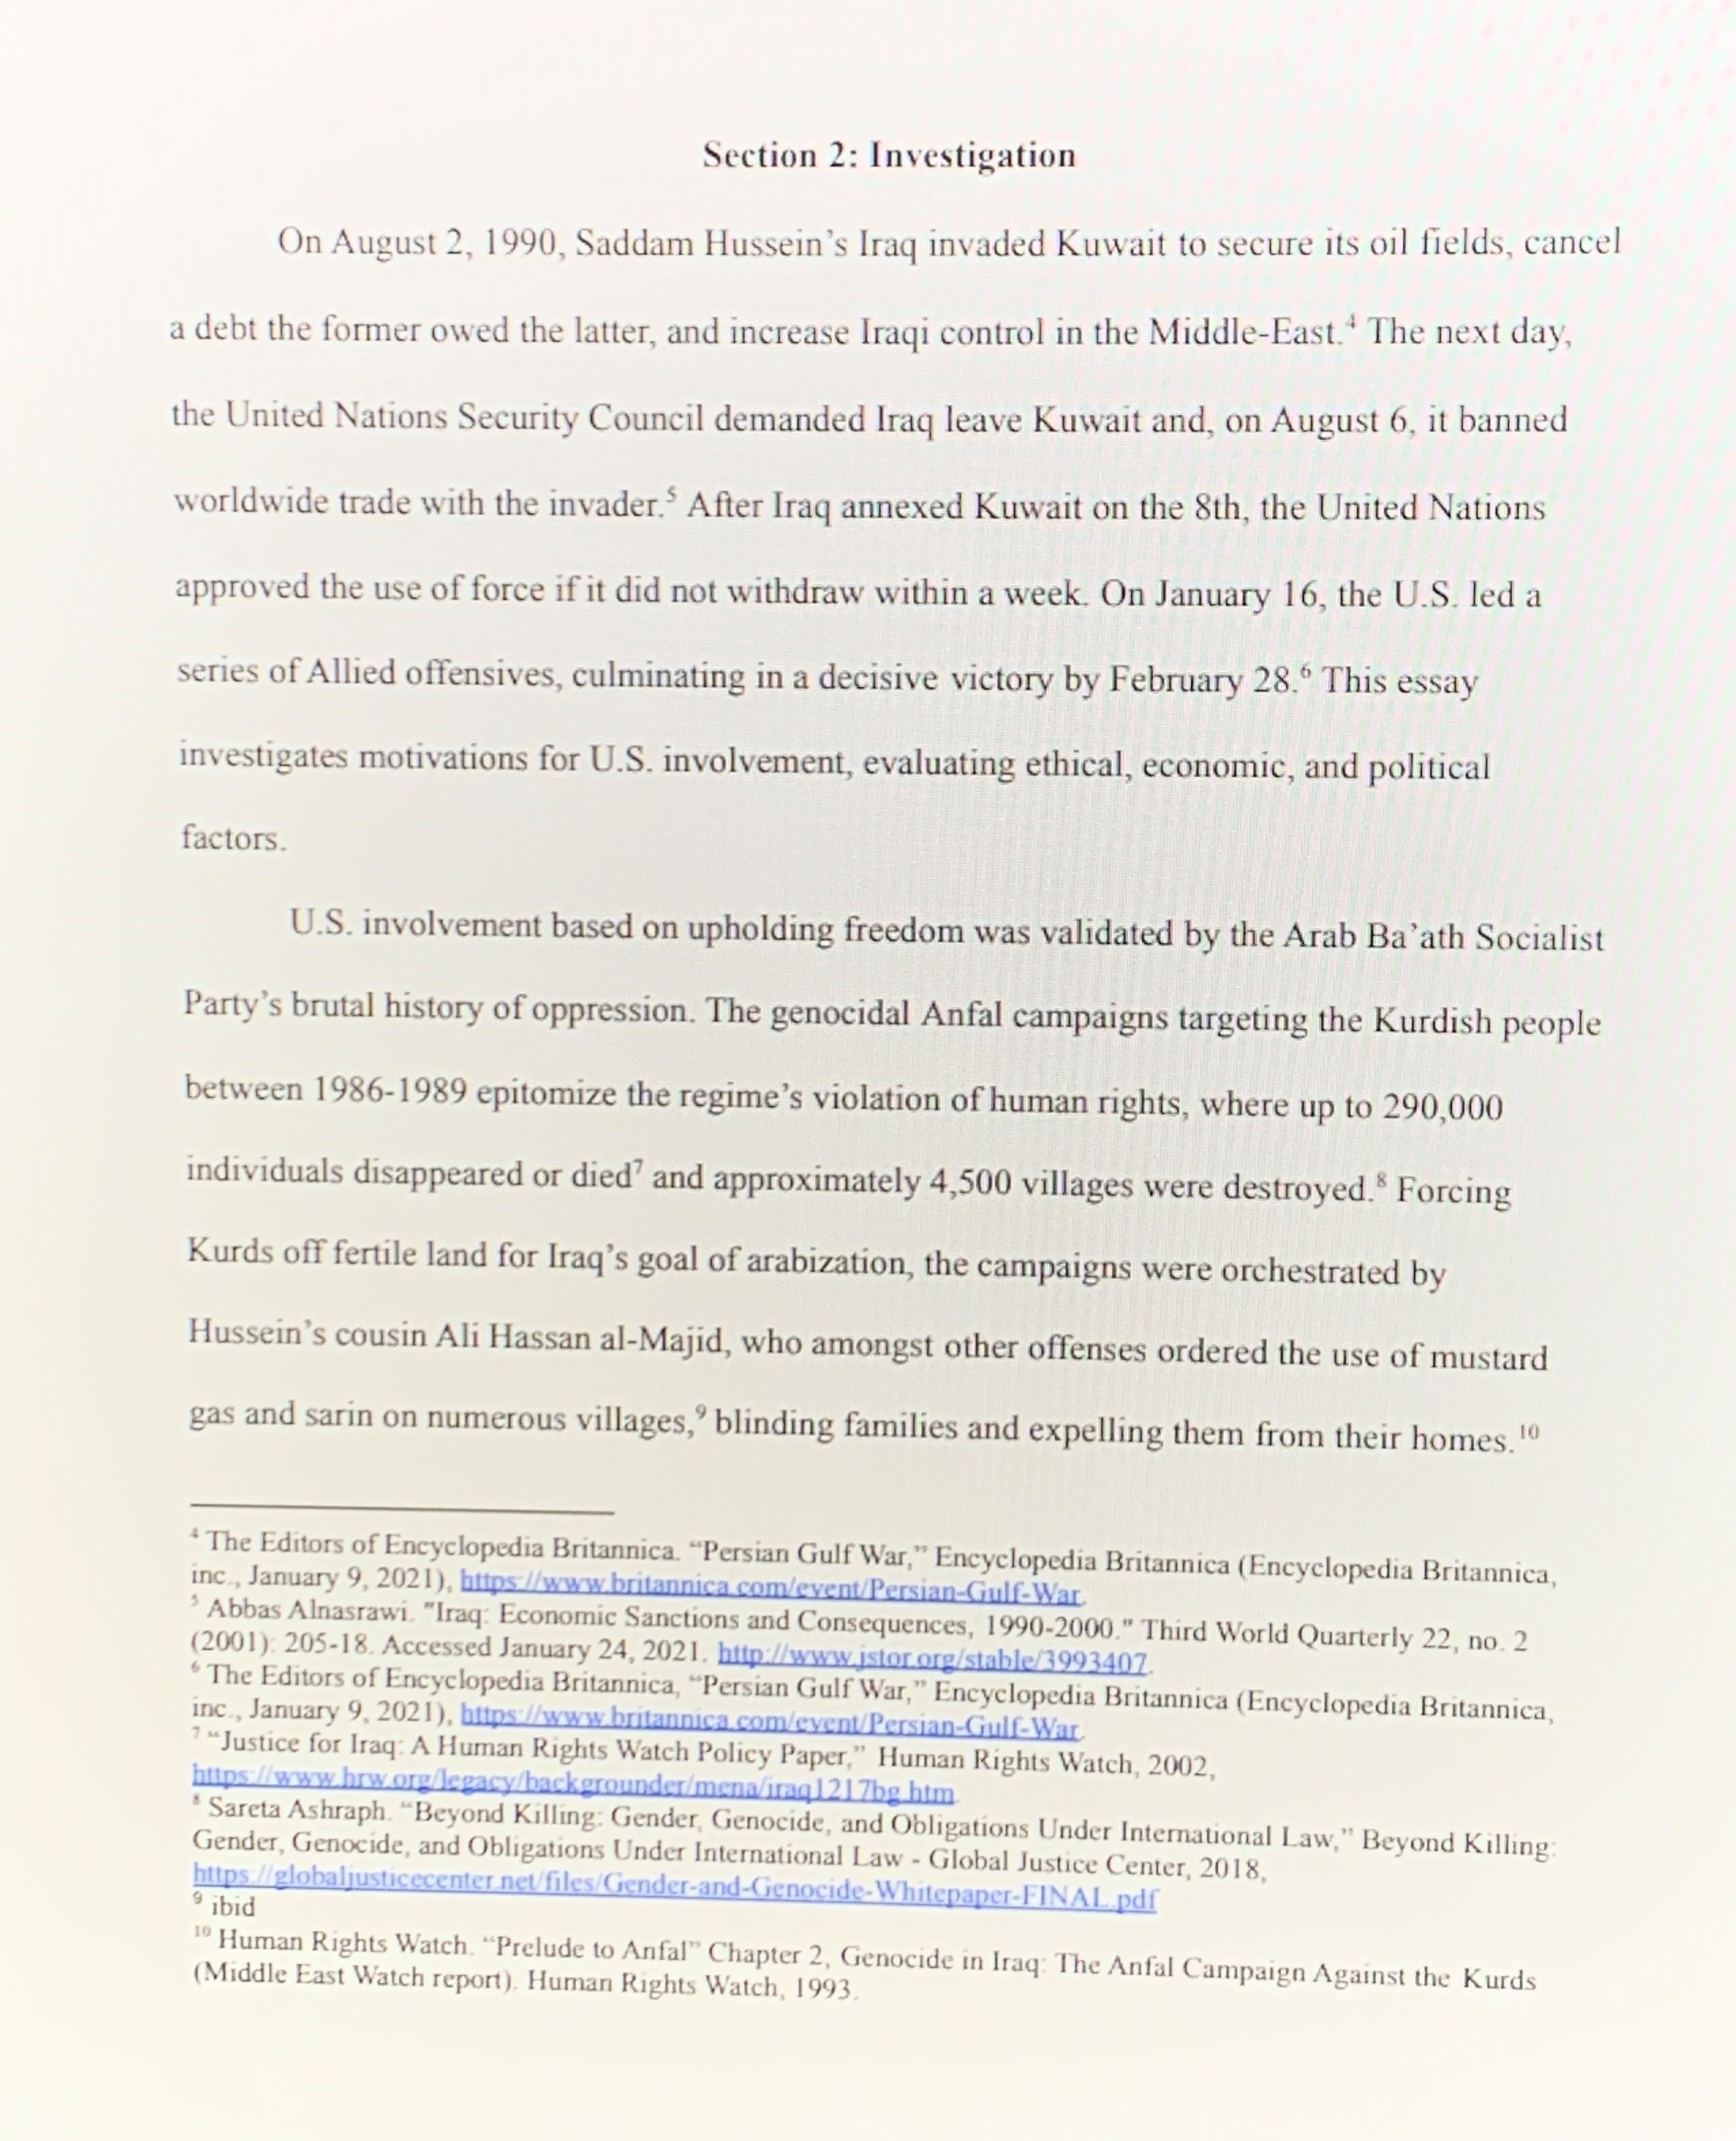 Section 2: Investigation
On August 2, 1990, Saddam Hussein’s Iraq invaded Kuwait to secure its oil fields, cancel
a debt the former owed the latter, and increase Iraqi control in the Middle-East.⁴ The next day,
the United Nations Security Council demanded Iraq leave Kuwait and, on August 6, it banned
worldwide trade with the invader.⁵ After Iraq annexed Kuwait on the 8th, the United Nations
approved the use of force if it did not withdraw within a week. On January 16, the U.S. led a
series of Allied offensives, culminating in a decisive victory by February 28.⁶ This essay
investigates motivations for U.S. involvement, evaluating ethical, economic, and political
factors.
U.S. involvement based on upholding freedom was validated by the Arab Ba’ath Socialist
Party’s brutal history of oppression. The genocidal Anfal campaigns targeting the Kurdish people
between 1986-1989 epitomize the regime’s violation of human rights, where up to 290,000
individuals disappeared or died⁷ and approximately 4,500 villages were destroyed.⁸ Forcing
Kurds off fertile land for Iraq’s goal of arabization, the campaigns were orchestrated by
Hussein’s cousin Ali Hassan al-Majid, who amongst other offenses ordered the use of mustard
gas and sarin on numerous villages,⁹ blinding families and expelling them from their homes.¹⁰
⁴ The Editors of Encyclopedia Britannica. “Persian Gulf War,” Encyclopedia Britannica (Encyclopedia Britannica,
inc., January 9, 2021), https://www.britannica.com/event/Persian-Gulf-War.
⁵ Abbas Alnasrawi. "Iraq: Economic Sanctions and Consequences, 1990-2000." Third World Quarterly 22, no. 2
(2001): 205-18. Accessed January 24, 2021. http://www.jstor.org/stable/3993407.
⁶ The Editors of Encyclopedia Britannica, “Persian Gulf War,” Encyclopedia Britannica (Encyclopedia Britannica,
inc., January 9, 2021), https://www.britannica.com/event/Persian-Gulf-War.
⁷ “Justice for Iraq: A Human Rights Watch Policy Paper,” Human Rights Watch, 2002,
https://www.hrw.org/legacy/backgrounder/mena/iraq1217bg.htm.
⁸ Sareta Ashraph. “Beyond Killing: Gender, Genocide, and Obligations Under International Law,” Beyond Killing:
Gender, Genocide, and Obligations Under International Law - Global Justice Center, 2018,
https://globaljusticecenter.net/files/Gender-and-Genocide-Whitepaper-FINAL.pdf
⁹ ibid
¹⁰ Human Rights Watch. “Prelude to Anfal” Chapter 2, Genocide in Iraq: The Anfal Campaign Against the Kurds
(Middle East Watch report). Human Rights Watch, 1993.